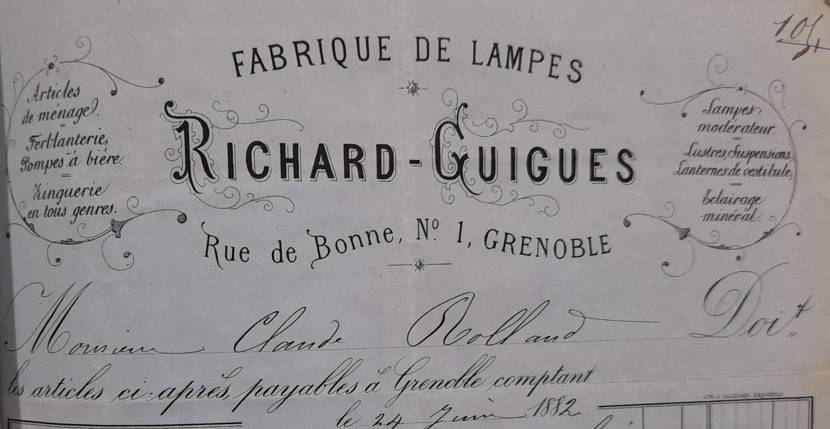 105
FABRIQUE DE LAMPES
Articles
de ménage.
Ferblanterie,
Pompes à bière.
Zinguerie
en tous genres.
RICHARD-GUIGUES
Lampes
modérateur.
Lustres, Suspensions.
Lanternes de vestibule,
Eclairage
minéral.
Rue de Bonne, Nº 1, GRENOBLE
Monsieur Claude Rolland Doit
les articles ci-après, payables à Grenoble comptant
le 24 Juin 1882